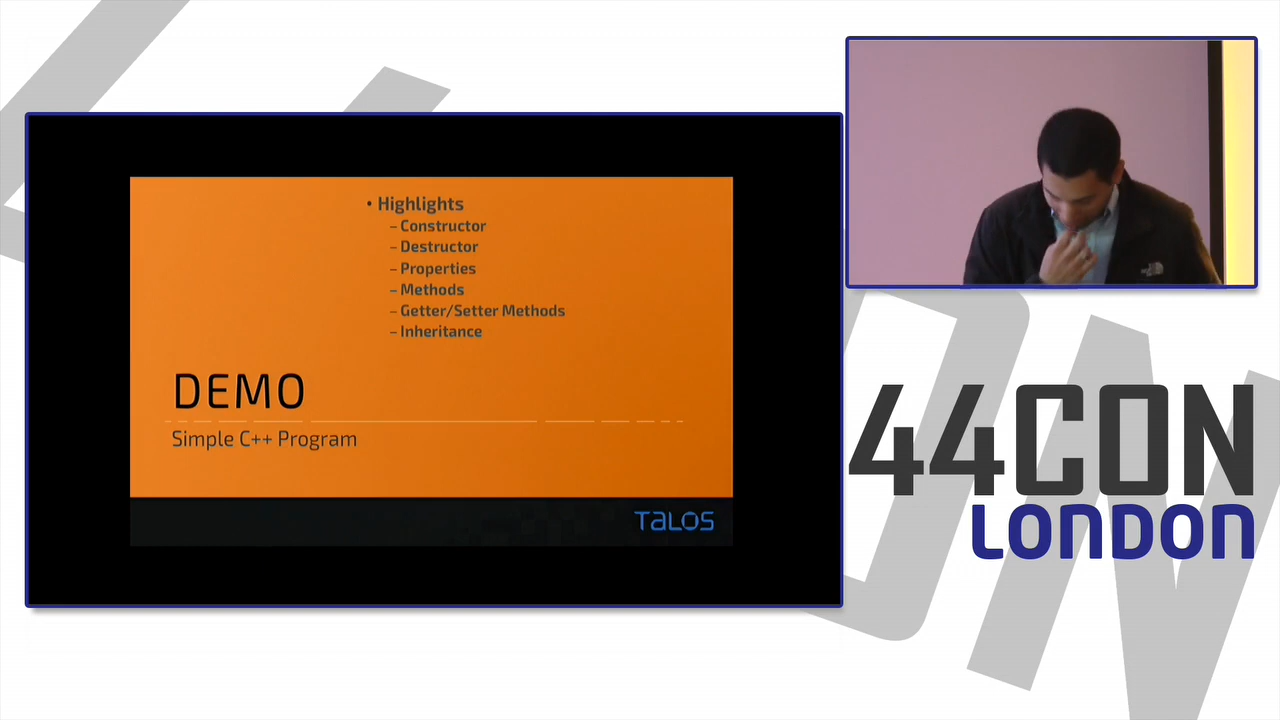 • Highlights
– Constructor
– Destructor
– Properties
– Methods
– Getter/Setter Methods
– Inheritance
DEMO
Simple C++ Program
TALOS
44CON
LONDON